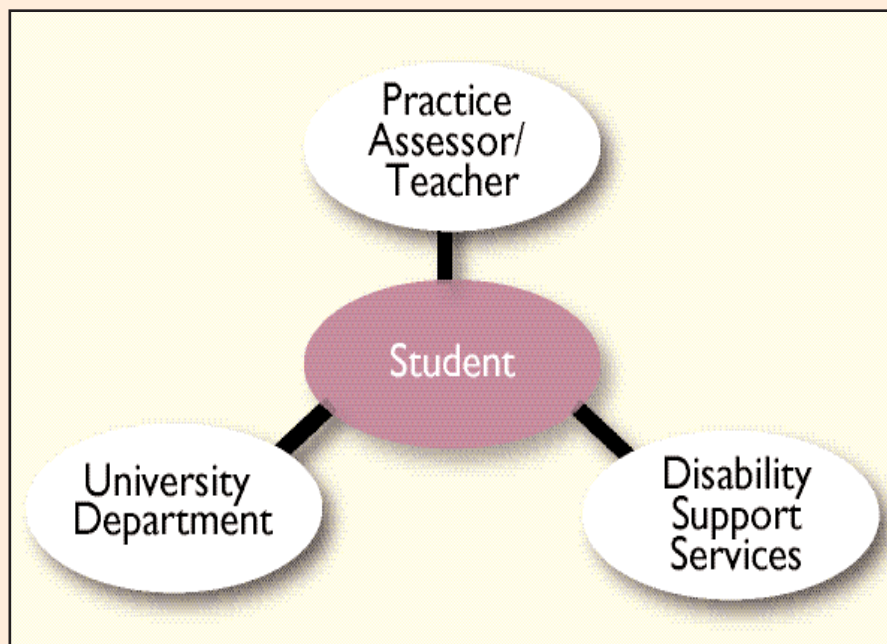 Practice
Assessor/
Teacher
Student
University
Department
Disability
Support
Services